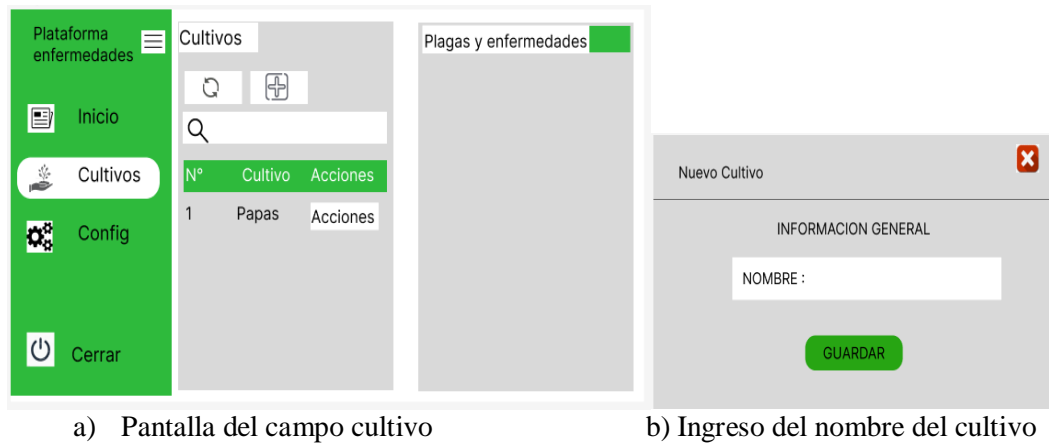 Plataforma
enfermedades
Inicio
Cultivos
Config
Cerrar
Cultivos
Nº Cultivo Acciones
1 Papas Acciones
Plagas y enfermedades
Nuevo Cultivo
INFORMACION GENERAL
NOMBRE :
GUARDAR
a) Pantalla del campo cultivo
b) Ingreso del nombre del cultivo